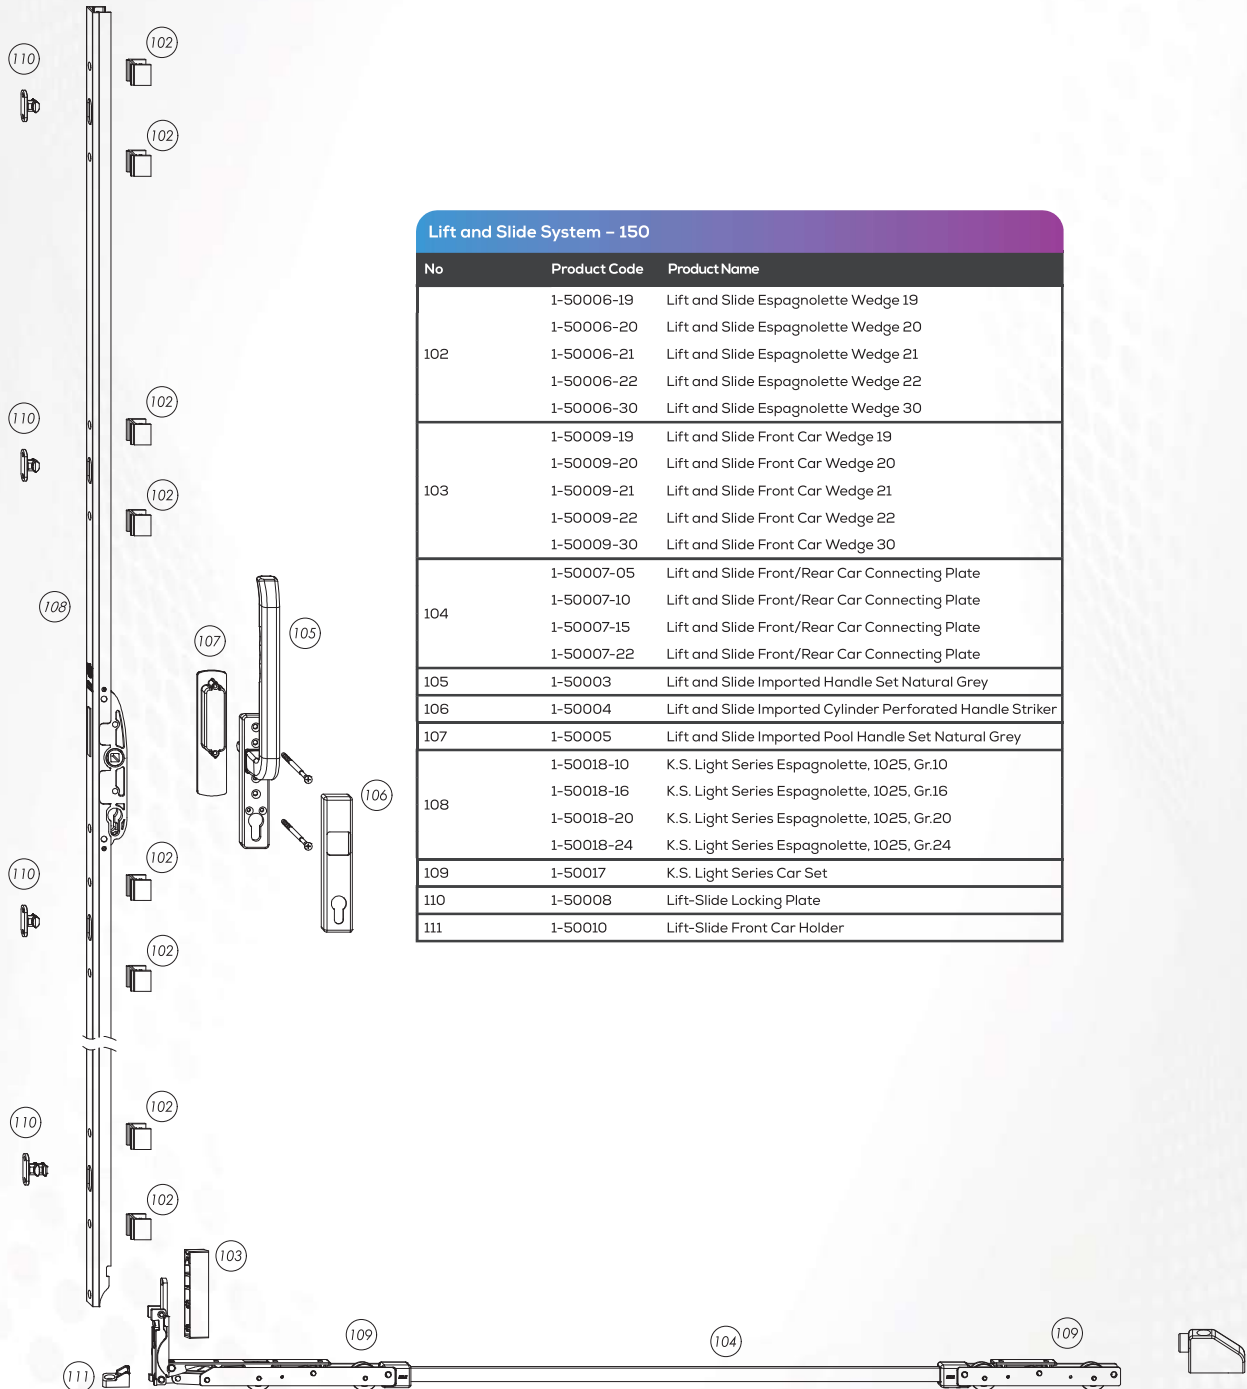 102
110
102
Lift and Slide System – 150
No Product Code Product Name
1-50006-19 Lift and Slide Espagnolette Wedge 19
1-50006-20 Lift and Slide Espagnolette Wedge 20
102 1-50006-21 Lift and Slide Espagnolette Wedge 21
1-50006-22 Lift and Slide Espagnolette Wedge 22
1-50006-30 Lift and Slide Espagnolette Wedge 30
1-50009-19 Lift and Slide Front Car Wedge 19
1-50009-20 Lift and Slide Front Car Wedge 20
103 1-50009-21 Lift and Slide Front Car Wedge 21
1-50009-22 Lift and Slide Front Car Wedge 22
1-50009-30 Lift and Slide Front Car Wedge 30
1-50007-05 Lift and Slide Front/Rear Car Connecting Plate
1-50007-10 Lift and Slide Front/Rear Car Connecting Plate
104
1-50007-15 Lift and Slide Front/Rear Car Connecting Plate
1-50007-22 Lift and Slide Front/Rear Car Connecting Plate
105 1-50003 Lift and Slide Imported Handle Set Natural Grey
106 1-50004 Lift and Slide Imported Cylinder Perforated Handle Striker
107 1-50005 Lift and Slide Imported Pool Handle Set Natural Grey
1-50018-10 K.S. Light Series Espagnolette, 1025, Gr.10
1-50018-16 K.S. Light Series Espagnolette, 1025, Gr.16
108
1-50018-20 K.S. Light Series Espagnolette, 1025, Gr.20
1-50018-24 K.S. Light Series Espagnolette, 1025, Gr.24
109 1-50017 K.S. Light Series Car Set
110 1-50008 Lift-Slide Locking Plate
111 1-50010 Lift-Slide Front Car Holder
102
110
102
108
107
105
106
102
110
102
102
110
102
103
109
104
109
111